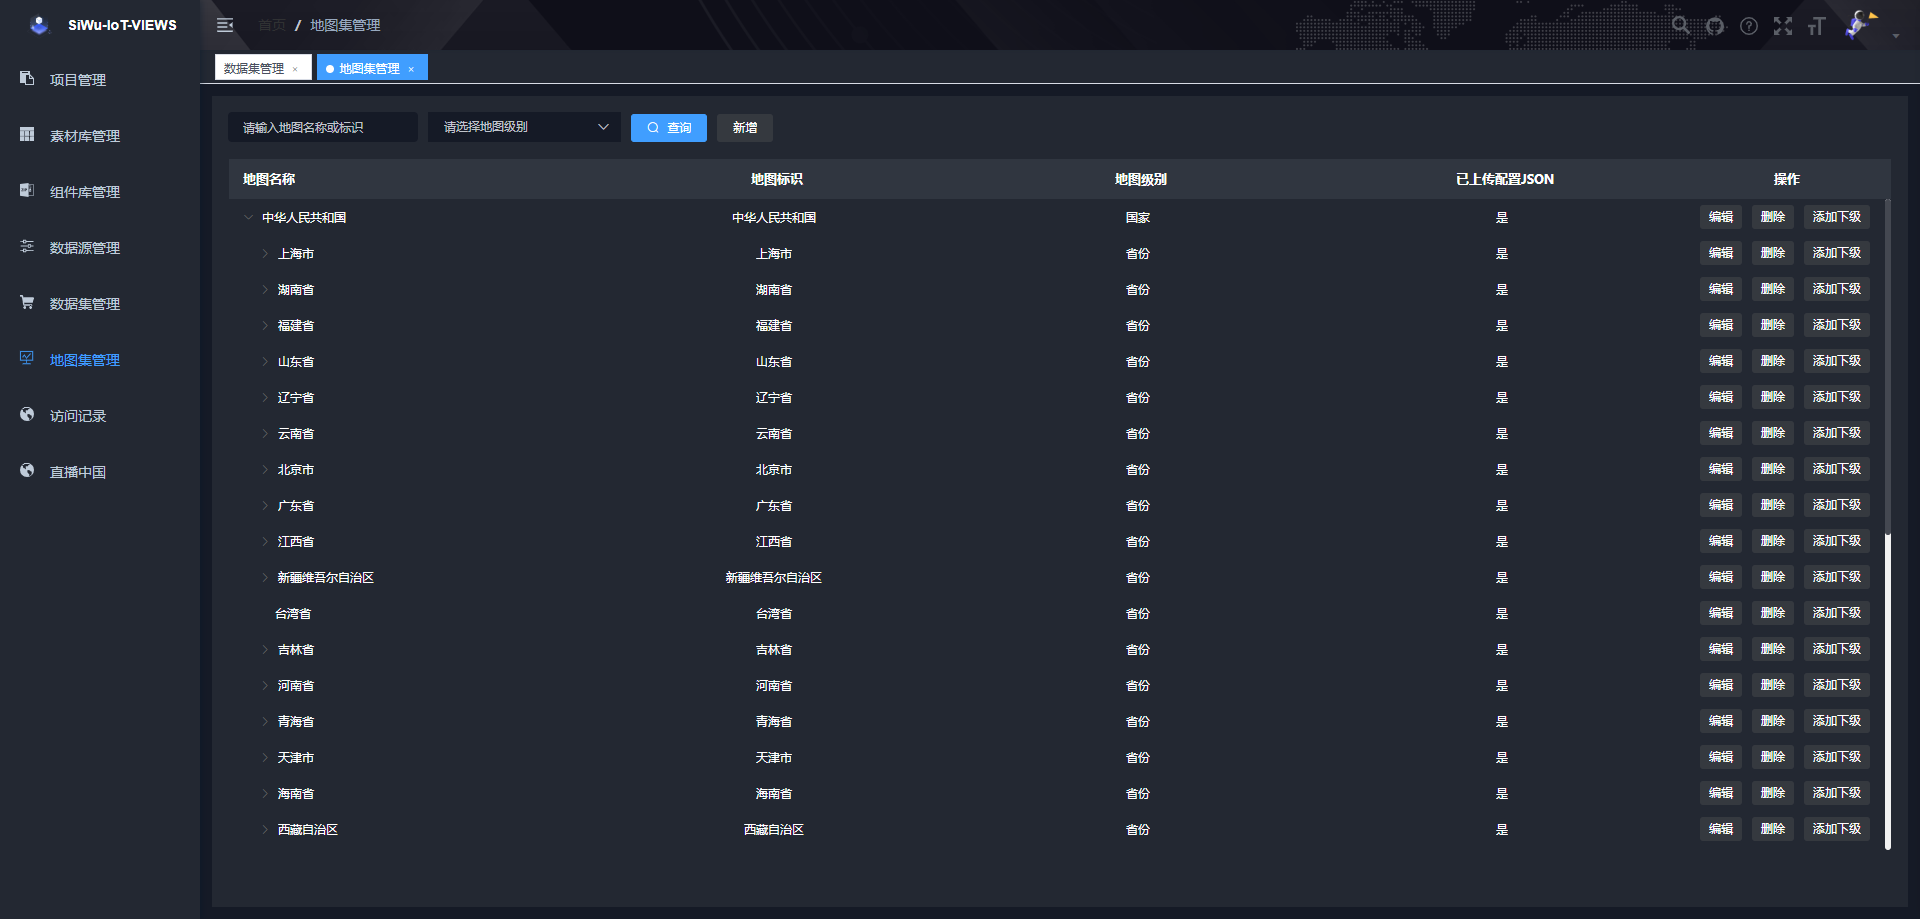 SiWu-IoT-VIEWS
首页 / 地图集管理
项目管理
素材库管理
组件库管理
数据源管理
数据集管理
地图集管理
访问记录
直播中国
数据集管理 × 地图集管理 ×
请输入地图名称或标识 请选择地图级别 查询 新增
地图名称 地图标识 地图级别 已上传配置JSON 操作
中华人民共和国 中华人民共和国 国家 是 编辑 删除 添加下级
上海市 上海市 省份 是 编辑 删除 添加下级
湖南省 湖南省 省份 是 编辑 删除 添加下级
福建省 福建省 省份 是 编辑 删除 添加下级
山东省 山东省 省份 是 编辑 删除 添加下级
辽宁省 辽宁省 省份 是 编辑 删除 添加下级
云南省 云南省 省份 是 编辑 删除 添加下级
北京市 北京市 省份 是 编辑 删除 添加下级
广东省 广东省 省份 是 编辑 删除 添加下级
江西省 江西省 省份 是 编辑 删除 添加下级
新疆维吾尔自治区 新疆维吾尔自治区 省份 是 编辑 删除 添加下级
台湾省 台湾省 省份 是 编辑 删除 添加下级
吉林省 吉林省 省份 是 编辑 删除 添加下级
河南省 河南省 省份 是 编辑 删除 添加下级
青海省 青海省 省份 是 编辑 删除 添加下级
天津市 天津市 省份 是 编辑 删除 添加下级
海南省 海南省 省份 是 编辑 删除 添加下级
西藏自治区 西藏自治区 省份 是 编辑 删除 添加下级